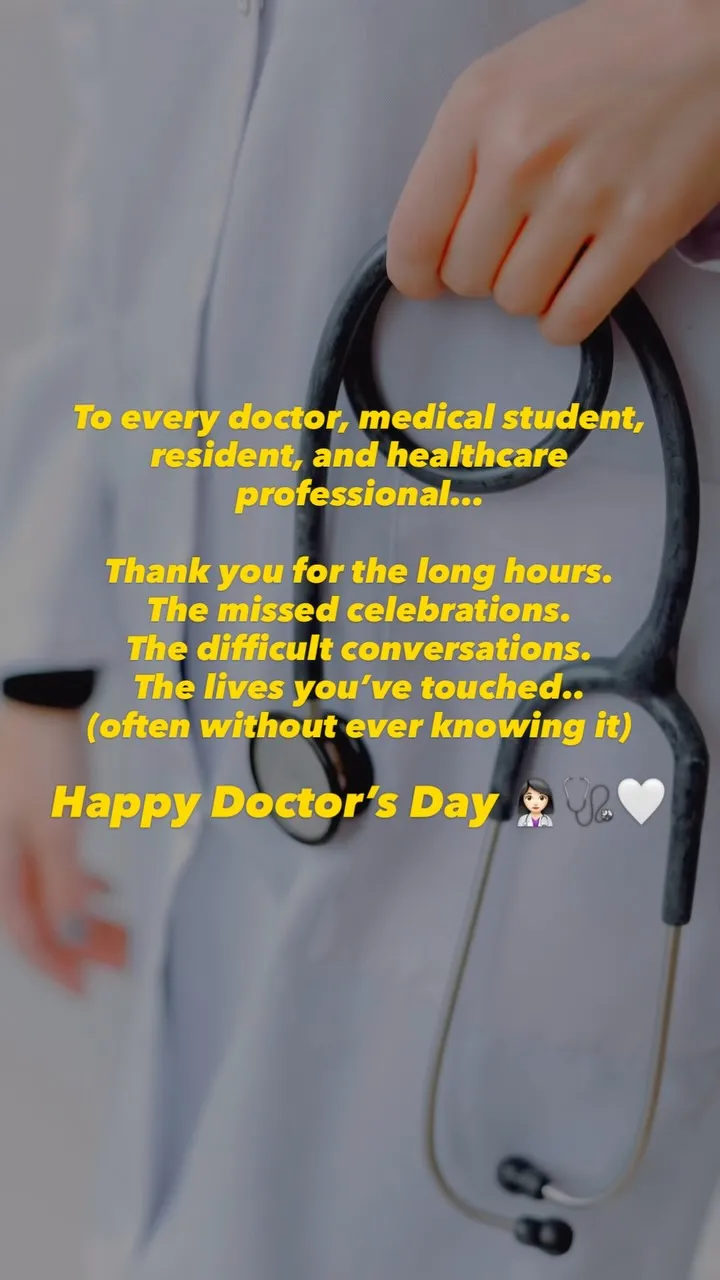 To every doctor, medical student,
resident, and healthcare
professional...
Thank you for the long hours.
The missed celebrations.
The difficult conversations.
The lives you’ve touched..
(often without ever knowing it)
Happy Doctor’s Day 👩🏻‍⚕️🩺🤍